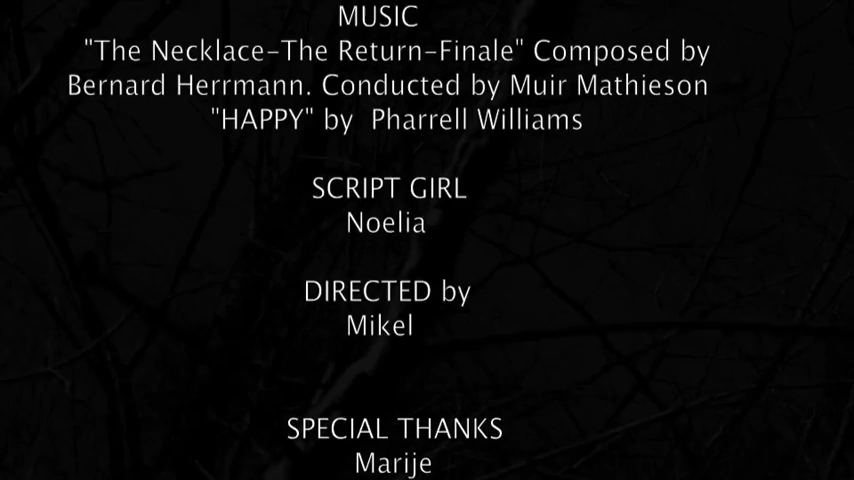 MUSIC
"The Necklace-The Return-Finale" Composed by
Bernard Herrmann. Conducted by Muir Mathieson
"HAPPY" by Pharrell Williams
SCRIPT GIRL
Noelia
DIRECTED by
Mikel
SPECIAL THANKS
Marije